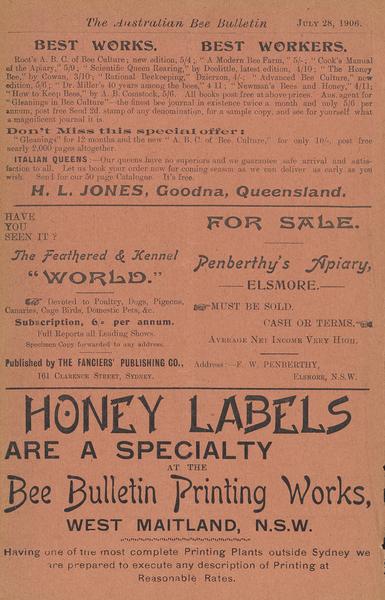 The Australian Bee Bulletin JULY 28, 1906.
BEST WORKS. BEST WORKERS.
Root's A. B. C. of Bee Culture; new edition, 5/4; "A Modern Bee Farm," 5/-; "Cook's Manual
of the Apiary," 5/9; "Scientific Queen Rearing," by Doolittle, latest edition, 4/10; "The Honey
Bee," by Cowan, 3/10; "Rational Beekeeping," Dzierzon, 4/-; "Advanced Bee Culture," new
edition, 5/6; "Dr. Miller's 40 years among the bees," 4 11; "Newman's Bees and Honey," 4/11;
"How to Keep Bees," by A. B. Comstock, 5/6. All books post free at above prices. Aus. agent for
"Gleanings in Bee Culture"—the finest bee journal in existence twice a month and only 5/6 per
annum, post free Send 2d. stamp of any denomination, for a sample copy, and see for yourself what
a magnificent journal it is.
Don't Miss this special offer:
"Gleanings" for 12 months and the new "A. B. C. of Bee Culture," for only 10/-, post free
nearly 2,000 pages altogether.
ITALIAN QUEENS:—Our queens have no superiors and we guarantee safe arrival and satis-
faction to all. Let us book your order now for coming season as we can deliver as early as you
wish. Send for our 50 page Catalogue. It's free.
H. L. JONES, Goodna, Queensland.
HAVE
YOU
SEEN IT?
The Feathered & Kennel
"WORLD."
Devoted to Poultry, Dogs, Pigeons,
Canaries, Cage Birds, Domestic Pets, &c.
Subscription, 6/- per annum.
Full Reports all Leading Shows.
Specimen Copy forwarded to any address.
Published by THE FANCIERS' PUBLISHING CO.,
161 CLARENCE STREET, SYDNEY.
FOR SALE.
Penberthy's Apiary,
—ELSMORE.—
MUST BE SOLD.
CASH OR TERMS.
AVERAGE NET INCOME VERY HIGH.
Address:—F. W. PENBERTHY,
ELSMORE, N.S.W.
HONEY LABELS
ARE A SPECIALTY
AT THE
Bee Bulletin Printing Works,
WEST MAITLAND, N.S.W.
Having one of the most complete Printing Plants outside Sydney we
are prepared to execute any description of Printing at
Reasonable Rates.